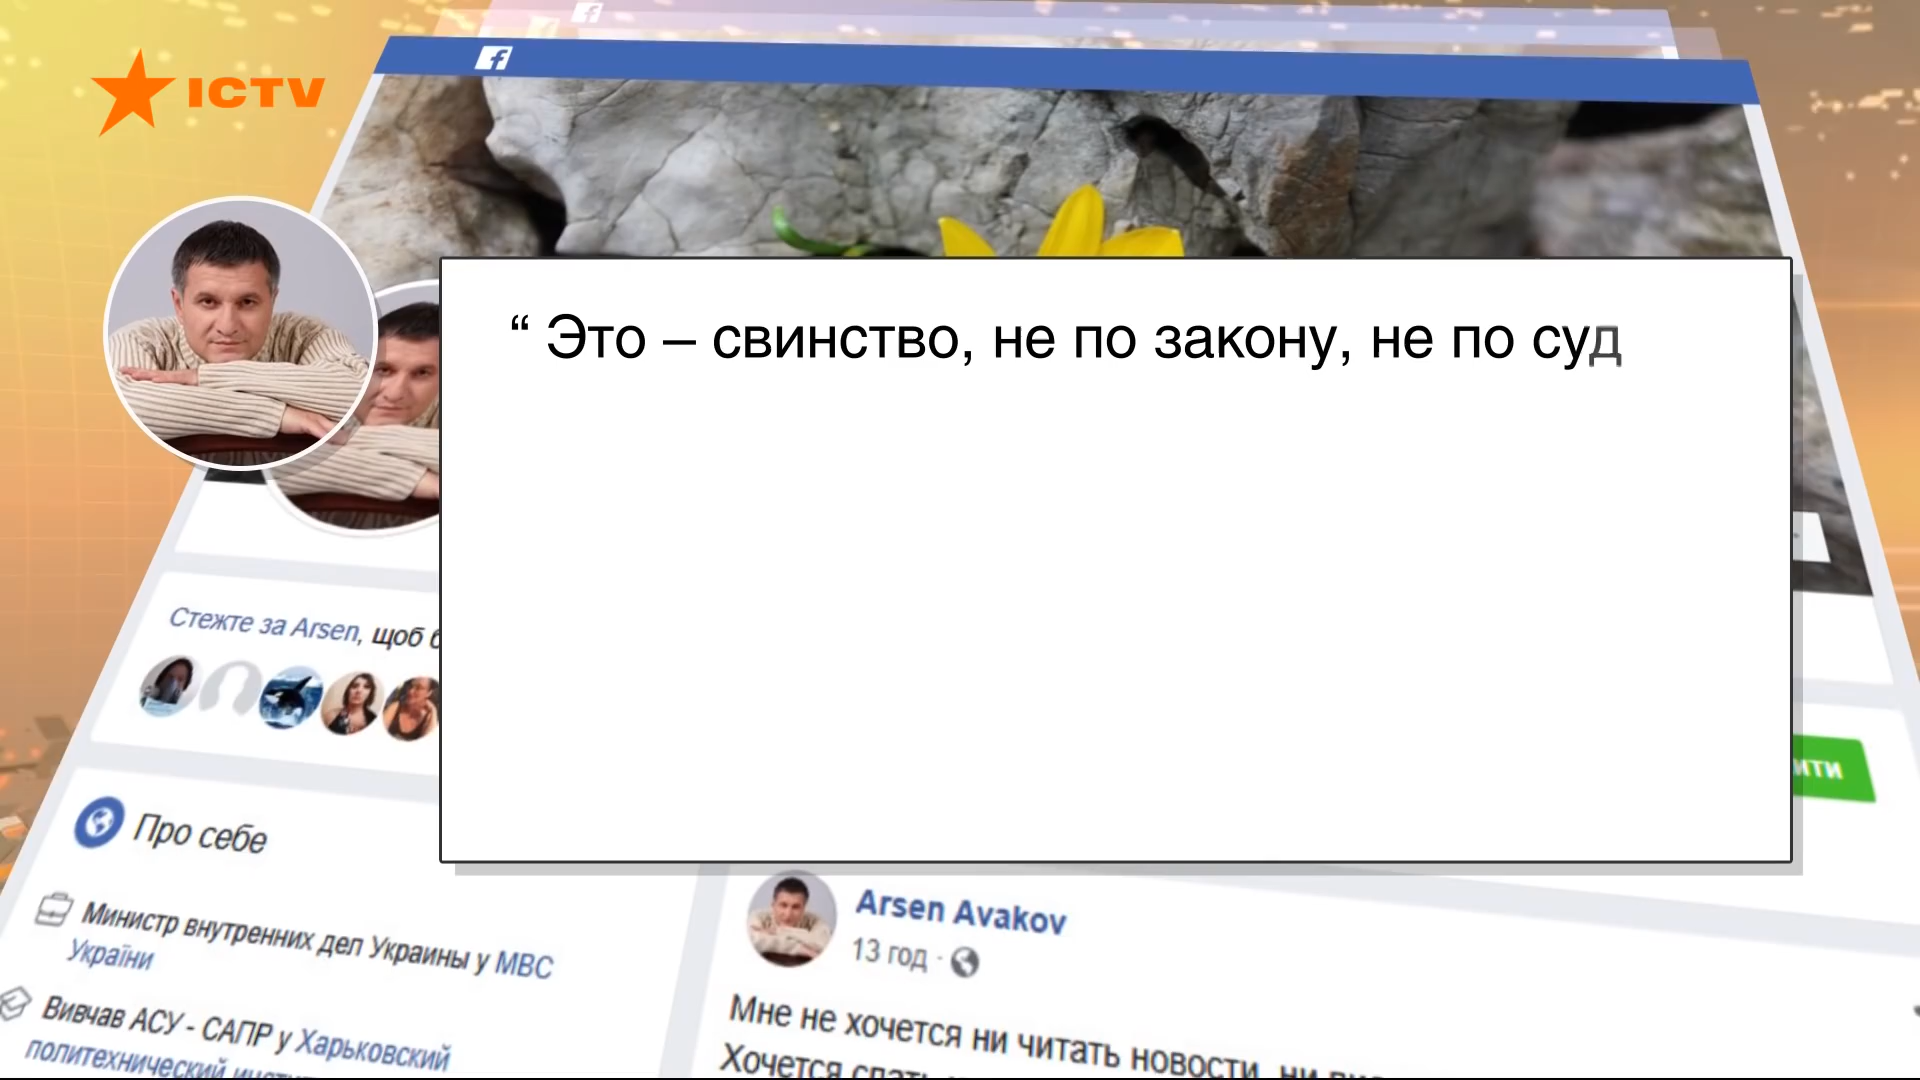 ICTV
“ Это – свинство, не по закону, не по суд
Стежте за Arsen, щоб
Про себе
Министр внутренних дел Украины у МВС
України
Вивчав АСУ - САПР у Харьковский
политехнический
Arsen Avakov
13 год ·
Мне не хочется ни читать новости, ни
Хочется спать